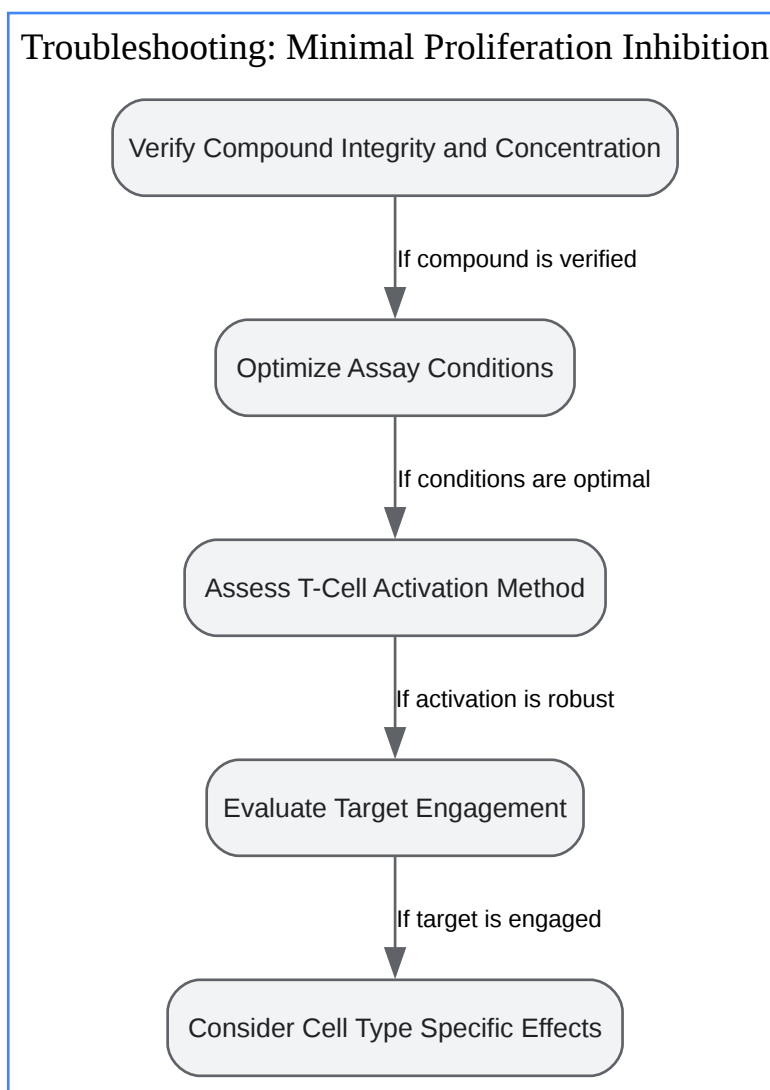 Troubleshooting: Minimal Proliferation Inhibition
Verify Compound Integrity and Concentration
If compound is verified
Optimize Assay Conditions
If conditions are optimal
Assess T-Cell Activation Method
If activation is robust
Evaluate Target Engagement
If target is engaged
Consider Cell Type Specific Effects